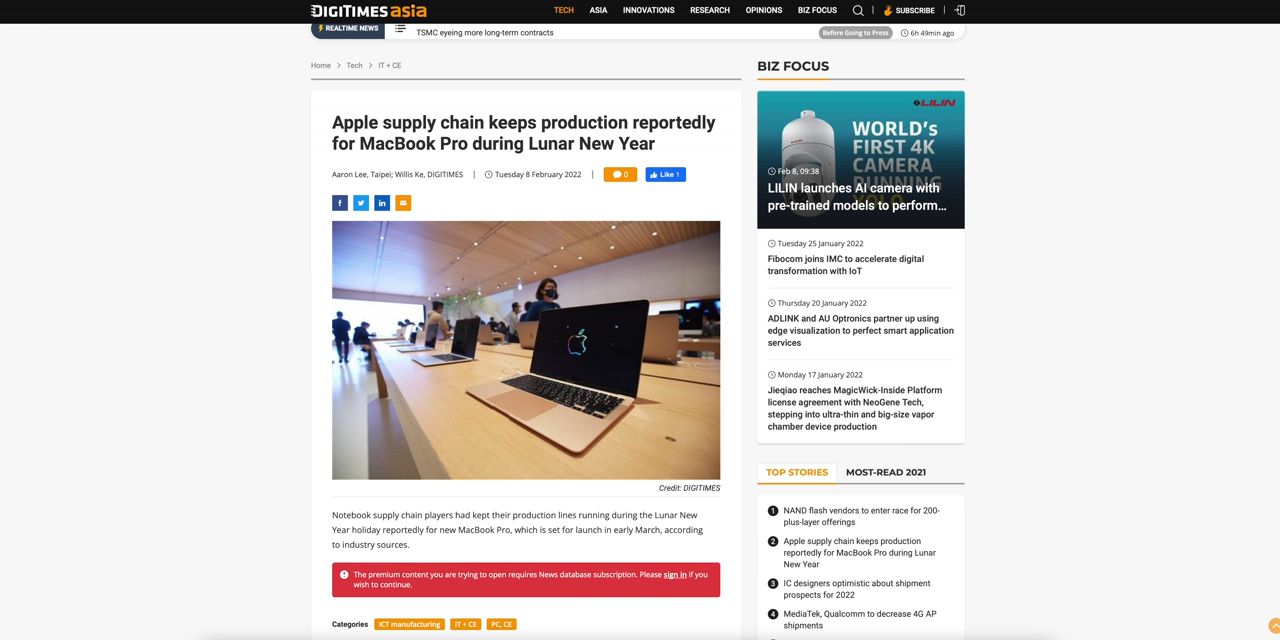 DIGITIMES asia
TECH
ASIA
INNOVATIONS
RESEARCH
OPINIONS
BIZ FOCUS
SUBSCRIBE
REALTIME NEWS
TSMC eyeing more long-term contracts
Before Going to Press
6h 49min ago
Home > Tech > IT + CE
Apple supply chain keeps production reportedly
for MacBook Pro during Lunar New Year
Aaron Lee, Taipei; Willis Ke, DIGITIMES | Tuesday 8 February 2022 |
0
Like 1
Credit: DIGITIMES
Notebook supply chain players had kept their production lines running during the Lunar New
Year holiday reportedly for new MacBook Pro, which is set for launch in early March, according
to industry sources.
The premium content you are trying to open requires News database subscription. Please sign in if you
wish to continue.
Categories
ICT manufacturing
IT + CE
PC, CE
BIZ FOCUS
LILIN
WORLD's
FIRST 4K
CAMERA
RUNNING
YOLO
Feb 8, 09:38
LILIN launches AI camera with
pre-trained models to perform...
Tuesday 25 January 2022
Fibocom joins IMC to accelerate digital
transformation with IoT
Thursday 20 January 2022
ADLINK and AU Optronics partner up using
edge visualization to perfect smart application
services
Monday 17 January 2022
Jieqiao reaches MagicWick-Inside Platform
license agreement with NeoGene Tech,
stepping into ultra-thin and big-size vapor
chamber device production
TOP STORIES
MOST-READ 2021
1 NAND flash vendors to enter race for 200-
plus-layer offerings
2 Apple supply chain keeps production
reportedly for MacBook Pro during Lunar
New Year
3 IC designers optimistic about shipment
prospects for 2022
4 MediaTek, Qualcomm to decrease 4G AP
shipments